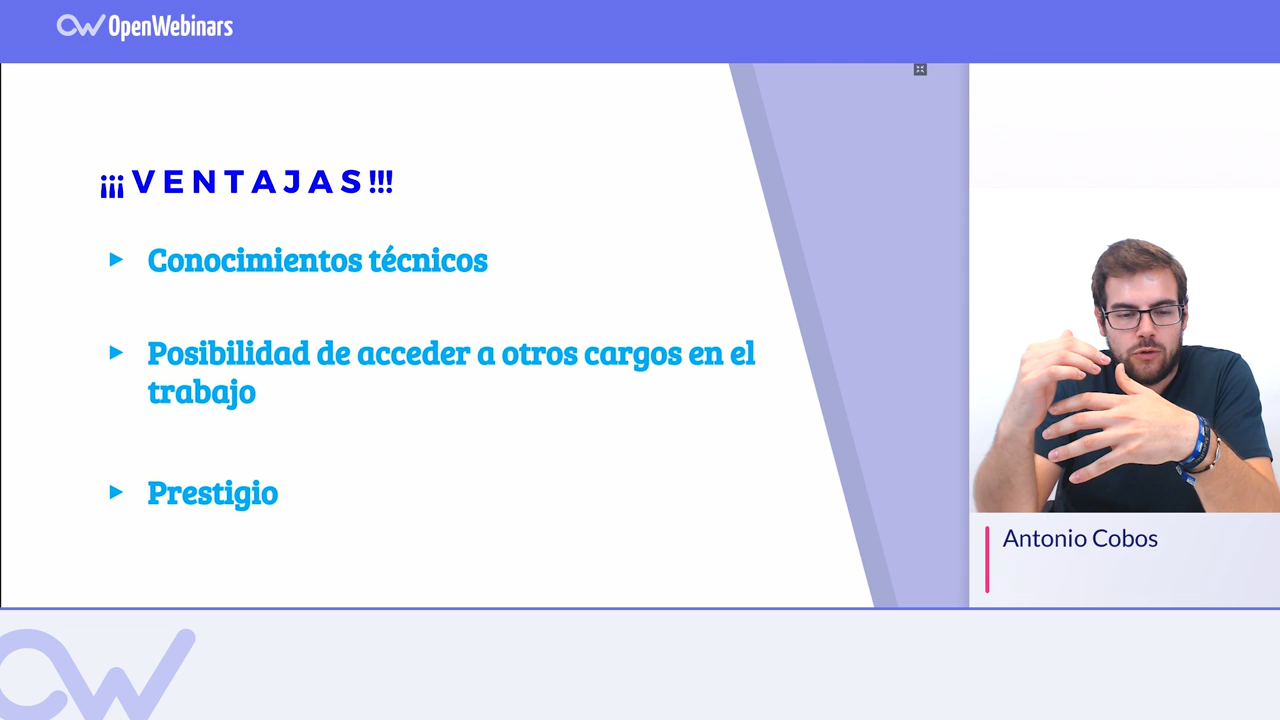 OpenWebinars
¡¡¡VENTAJAS!!!
Conocimientos técnicos
Posibilidad de acceder a otros cargos en el
trabajo
Prestigio
Antonio Cobos